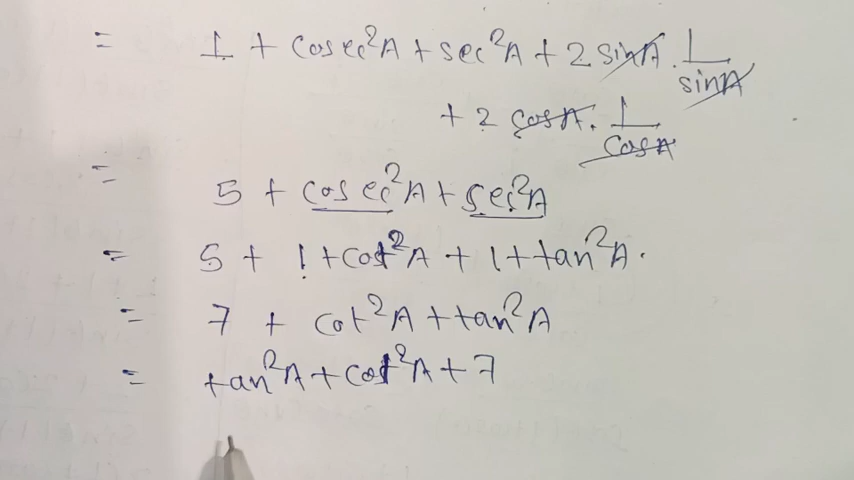 = 1 + cosec²A + sec²A + 2 sinA . 1/sinA
+ 2 cosA . 1/cosA
= 5 + cosec²A + sec²A
= 5 + 1 + cot²A + 1 + tan²A .
= 7 + cot²A + tan²A
= tan²A + cot²A + 7